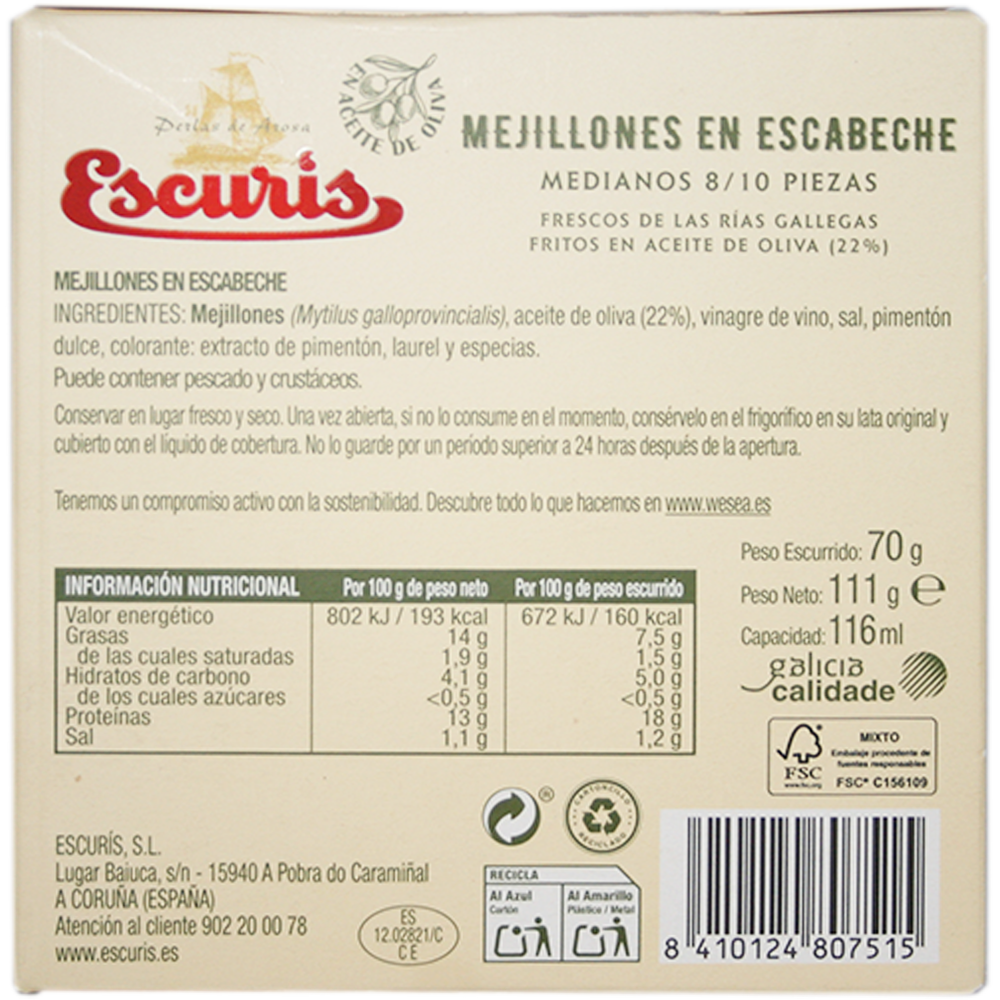 Perlas de Arosa
Escuris
EN ACEITE DE OLIVA
MEJILLONES EN ESCABECHE
MEDIANOS 8/10 PIEZAS
FRESCOS DE LAS RÍAS GALLEGAS
FRITOS EN ACEITE DE OLIVA (22%)
MEJILLONES EN ESCABECHE
INGREDIENTES: Mejillones (Mytilus galloprovincialis), aceite de oliva (22%), vinagre de vino, sal, pimentón
dulce, colorante: extracto de pimentón, laurel y especias.
Puede contener pescado y crustáceos.
Conservar en lugar fresco y seco. Una vez abierta, si no lo consume en el momento, consérvelo en el frigorífico en su lata original y
cubierto con el líquido de cobertura. No lo guarde por un período superior a 24 horas después de la apertura.
Tenemos un compromiso activo con la sostenibilidad. Descubre todo lo que hacemos en www.wesea.es
INFORMACIÓN NUTRICIONAL Por 100 g de peso neto Por 100 g de peso escurrido
Valor energético 802 kJ / 193 kcal 672 kJ / 160 kcal
Grasas 14 g 7,5 g
de las cuales saturadas 1,9 g 1,5 g
Hidratos de carbono 4,1 g 5,0 g
de los cuales azúcares <0,5 g <0,5 g
Proteínas 13 g 18 g
Sal 1,1 g 1,2 g
Peso Escurrido: 70 g
Peso Neto: 111 g e
Capacidad: 116 ml
galicia
calidade
FSC
www.fsc.org
MIXTO
Embalaje procedente de
fuentes responsables
FSC® C156109
ESCURÍS, S.L.
Lugar Baiuca, s/n - 15940 A Pobra do Caramiñal
A CORUÑA (ESPAÑA)
Atención al cliente 902 20 00 78
www.escuris.es
ES
12.02821/C
CE
®
CARTONCILLO
RECICLADO
RECICLA
Al Azul
Cartón
Al Amarillo
Plástico / Metal
8 410124 807515